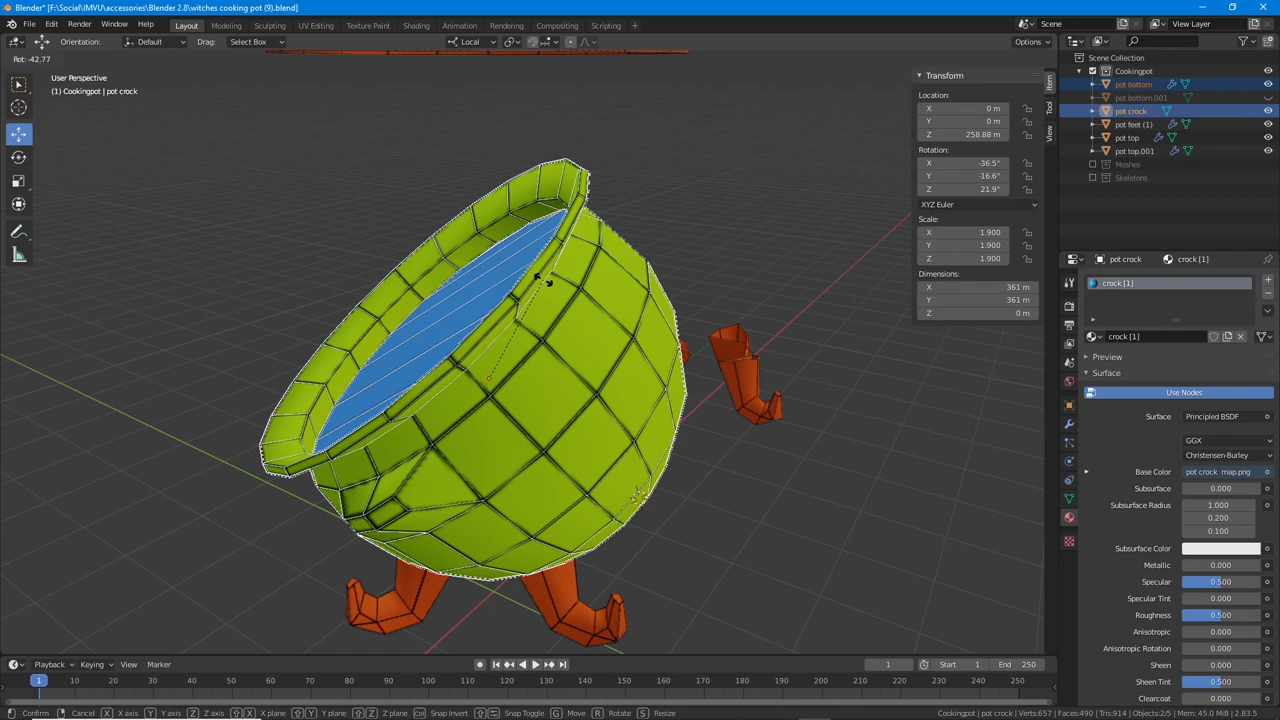 Blender* [F:\Social\IMVU\accessories\Blender 2.8\witches cooking pot (9).blend]
File Edit Render Window Help Layout Modeling Sculpting UV Editing Texture Paint Shading Animation Rendering Compositing Scripting Scene View Layer
Orientation: Default Drag: Select Box Local Options
Rot: -42.77
User Perspective
(1) Cookingpot | pot crock
Transform
Location:
X 0 m
Y 0 m
Z 258.88 m
Rotation:
X -36.5°
Y -16.6°
Z 21.9°
XYZ Euler
Scale:
X 1.900
Y 1.900
Z 1.900
Dimensions:
X 361 m
Y 361 m
Z 0 m
Item
Tool
View
Scene Collection
Cookingpot
pot bottom
pot bottom.001
pot crock
pot feet (1)
pot top
pot top.001
Meshes
Skeletons
pot crock crock [1]
crock [1]
crock [1]
Preview
Surface
Use Nodes
Surface Principled BSDF
GGX
Christensen-Burley
Base Color pot crock map.png
Subsurface 0.000
Subsurface Radius 1.000
0.200
0.100
Subsurface Color
Metallic 0.000
Specular 0.500
Specular Tint 0.000
Roughness 0.500
Anisotropic 0.000
Anisotropic Rotation 0.000
Sheen 0.000
Sheen Tint 0.500
Clearcoat 0.000
Playback Keying View Marker 1 Start 1 End 250
1 10 20 30 40 50 60 70 80 90 100 110 120 130 140 150 160 170 180 190 200 210 220 230 240 250
Confirm Cancel X X axis Y Y axis Z Z axis X X plane Y Y plane Z Z plane Snap Invert Snap Toggle G Move R Rotate S Resize Cookingpot | pot crock | Verts:657 | Faces:490 | Tris:914 | Objects:2/5 | Mem: 45.0 MiB | 2.83.5